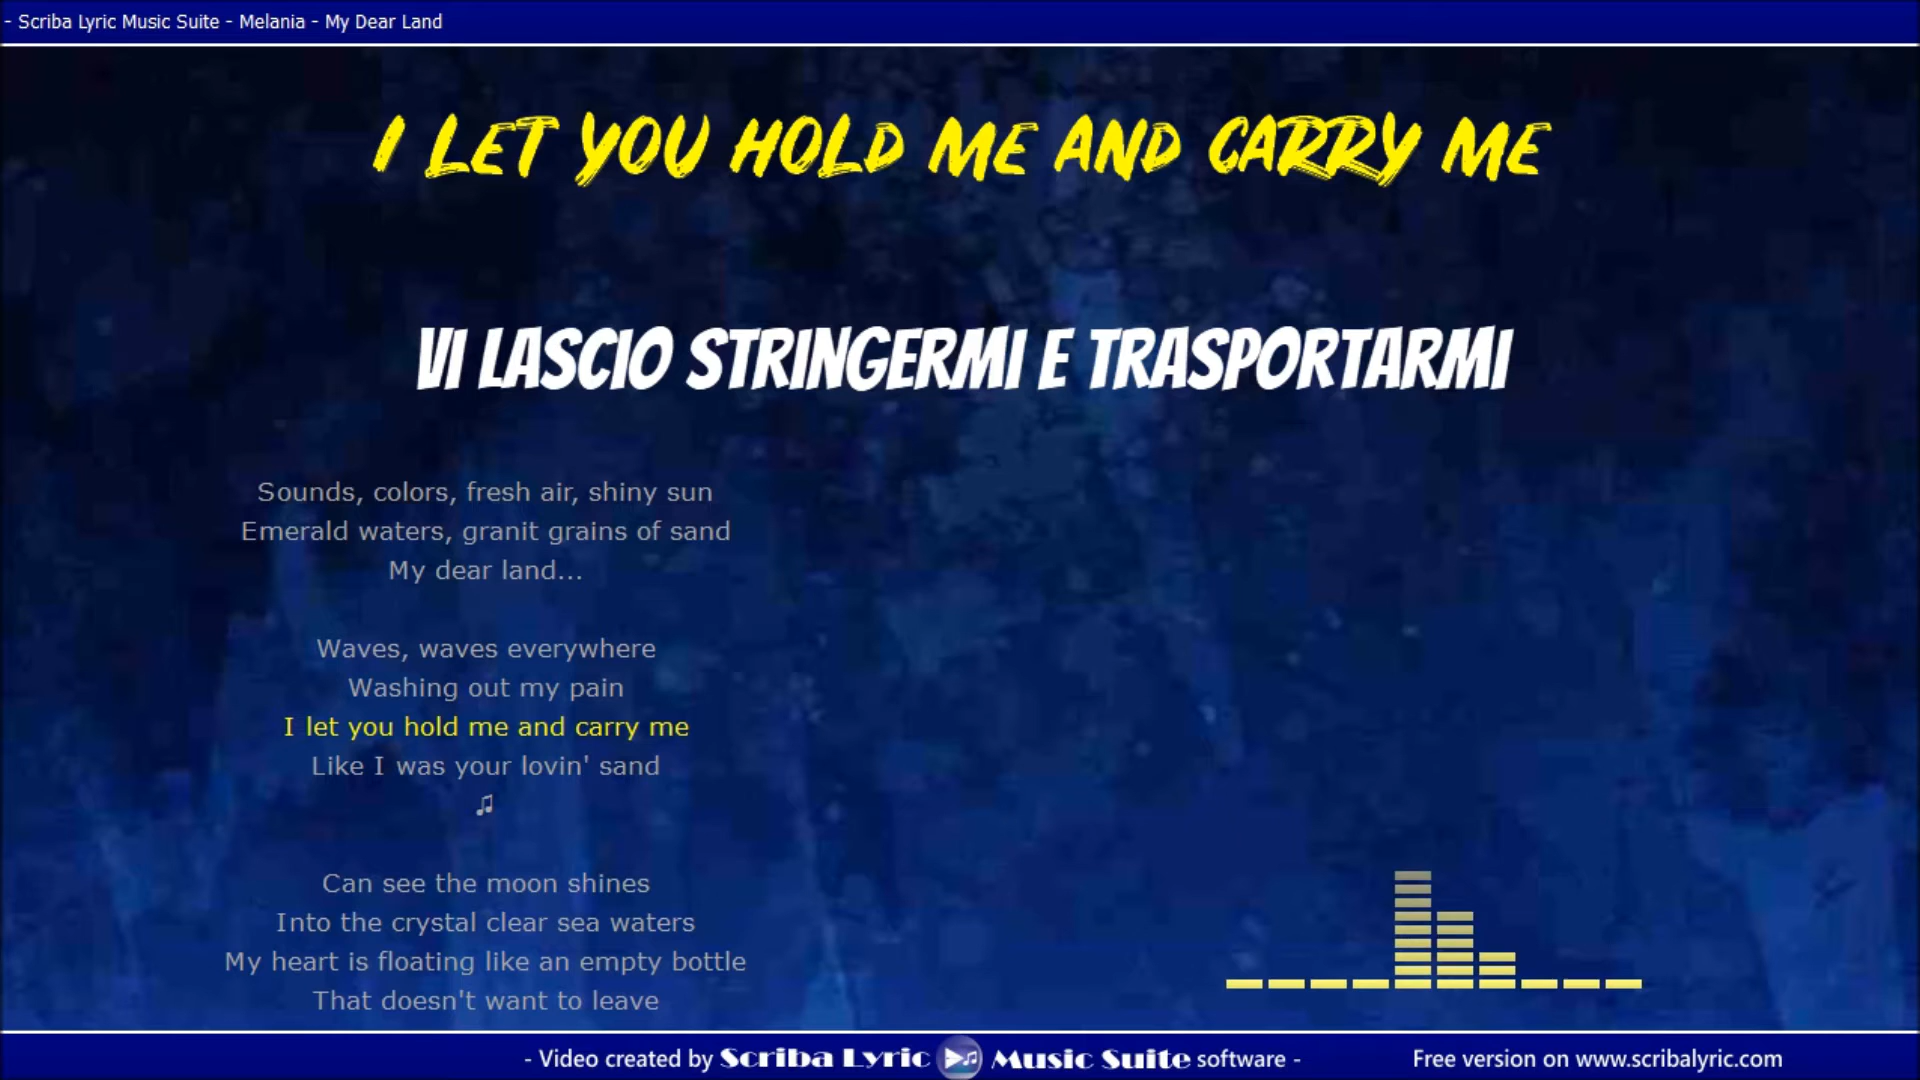 - Scriba Lyric Music Suite - Melania - My Dear Land
I LET YOU HOLD ME AND CARRY ME
VI LASCIO STRINGERMI E TRASPORTARMI
Sounds, colors, fresh air, shiny sun
Emerald waters, granit grains of sand
My dear land...
Waves, waves everywhere
Washing out my pain
I let you hold me and carry me
Like I was your lovin' sand
♫
Can see the moon shines
Into the crystal clear sea waters
My heart is floating like an empty bottle
That doesn't want to leave
- Video created by Scriba Lyric Music Suite software -
Free version on www.scribalyric.com